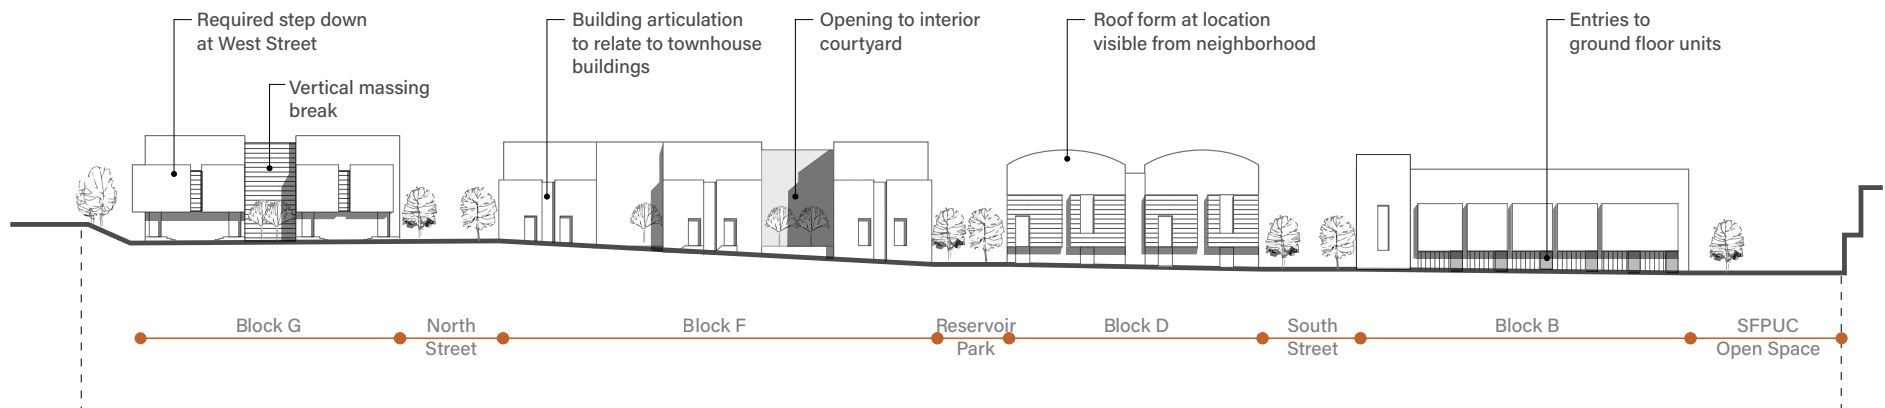 Required step down
at West Street
Vertical massing
break
Building articulation
to relate to townhouse
buildings
Opening to interior
courtyard
Roof form at location
visible from neighborhood
Entries to
ground floor units
Block G
North
Street
Block F
Reservoir
Park
Block D
South
Street
Block B
SFPUC
Open Space